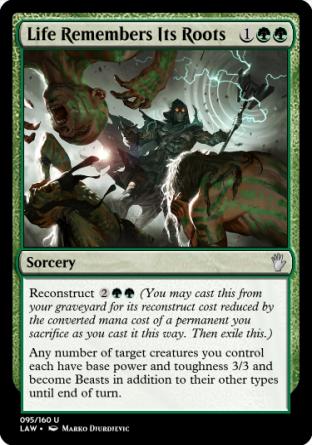 Life Remembers Its Roots 1
Sorcery
Reconstruct 2 (You may cast this from
your graveyard for its reconstruct cost reduced by
the converted mana cost of a permanent you
sacrifice as you cast it this way. Then exile this.)
Any number of target creatures you control
each have base power and toughness 3/3 and
become Beasts in addition to their other types
until end of turn.
095/160 U
LAW • Marko Djurdjevic